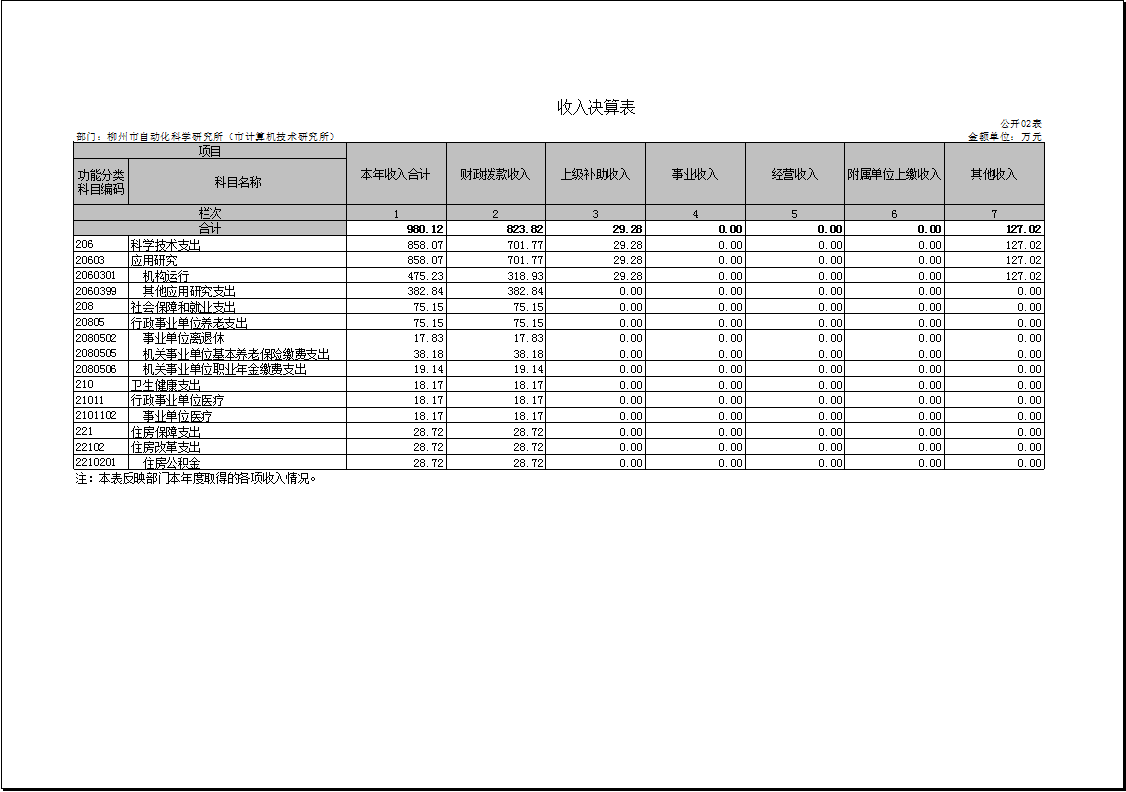 收入决算表
公开02表
部门：柳州市自动化科学研究所（市计算机技术研究所） 金额单位：万元
项目 本年收入合计 财政拨款收入 上级补助收入 事业收入 经营收入 附属单位上缴收入 其他收入
功能分类科目编码 科目名称
栏次 1 2 3 4 5 6 7
合计 980.12 823.82 29.28 0.00 0.00 0.00 127.02
206 科学技术支出 858.07 701.77 29.28 0.00 0.00 0.00 127.02
20603 应用研究 858.07 701.77 29.28 0.00 0.00 0.00 127.02
2060301 机构运行 475.23 318.93 29.28 0.00 0.00 0.00 127.02
2060399 其他应用研究支出 382.84 382.84 0.00 0.00 0.00 0.00 0.00
208 社会保障和就业支出 75.15 75.15 0.00 0.00 0.00 0.00 0.00
20805 行政事业单位养老支出 75.15 75.15 0.00 0.00 0.00 0.00 0.00
2080502 事业单位离退休 17.83 17.83 0.00 0.00 0.00 0.00 0.00
2080505 机关事业单位基本养老保险缴费支出 38.18 38.18 0.00 0.00 0.00 0.00 0.00
2080506 机关事业单位职业年金缴费支出 19.14 19.14 0.00 0.00 0.00 0.00 0.00
210 卫生健康支出 18.17 18.17 0.00 0.00 0.00 0.00 0.00
21011 行政事业单位医疗 18.17 18.17 0.00 0.00 0.00 0.00 0.00
2101102 事业单位医疗 18.17 18.17 0.00 0.00 0.00 0.00 0.00
221 住房保障支出 28.72 28.72 0.00 0.00 0.00 0.00 0.00
22102 住房改革支出 28.72 28.72 0.00 0.00 0.00 0.00 0.00
2210201 住房公积金 28.72 28.72 0.00 0.00 0.00 0.00 0.00
注：本表反映部门本年度取得的各项收入情况。